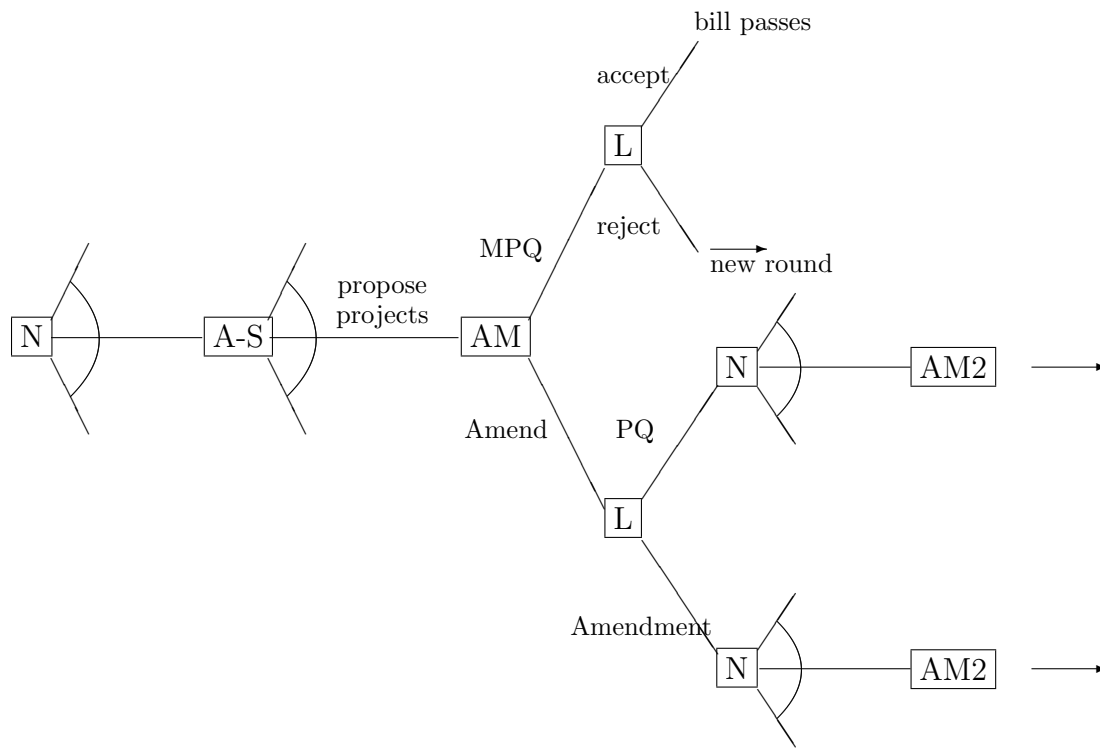 bill passes
accept
L
reject
MPQ
new round
propose
projects
N
A-S
AM
N
AM2
Amend
PQ
L
Amendment
N
AM2